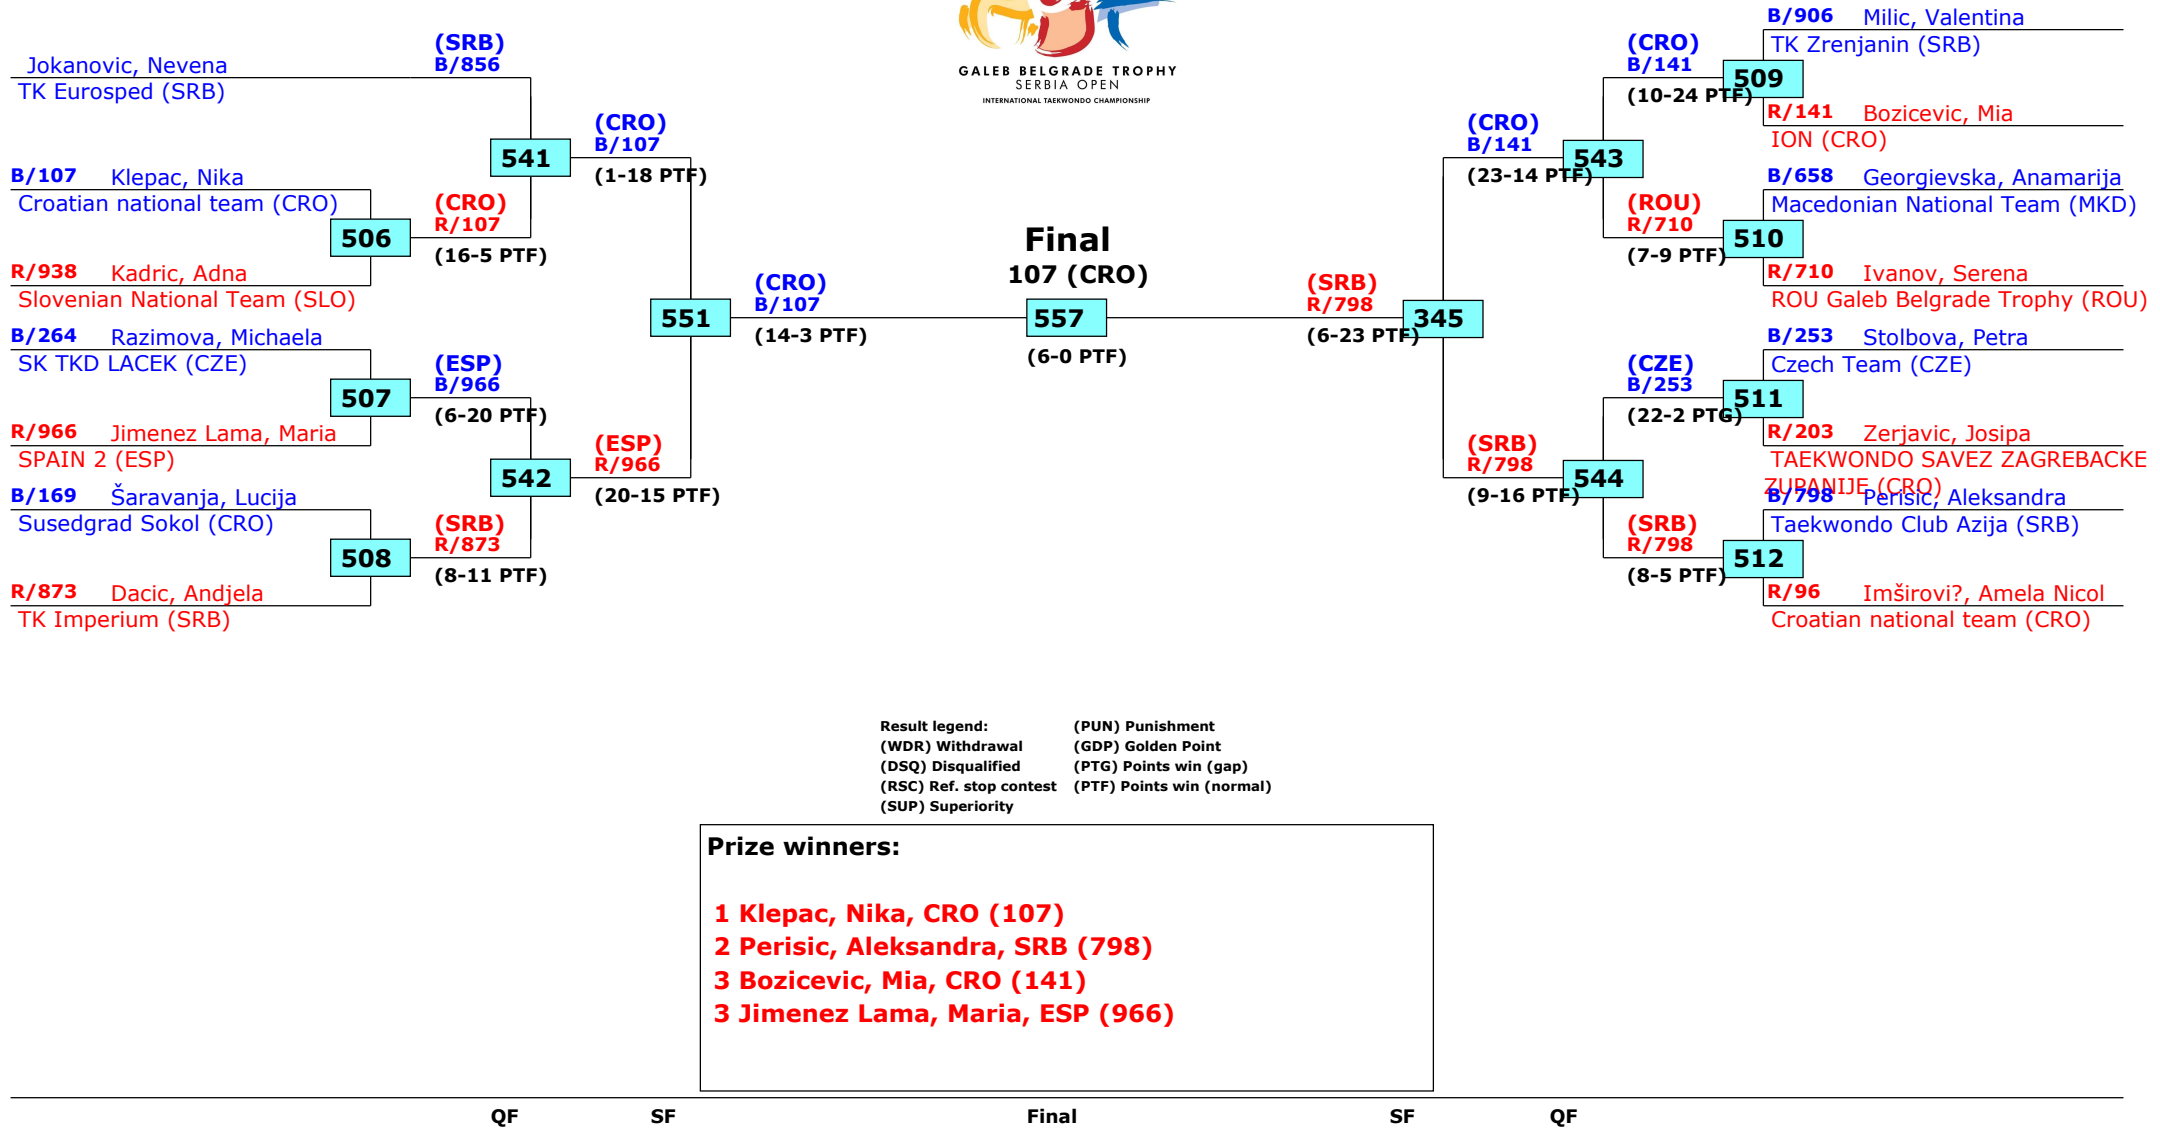 GALEB BELGRADE TROPHY
SERBIA OPEN
INTERNATIONAL TAEKWONDO CHAMPIONSHIP
Jokanovic, Nevena
TK Eurosped (SRB)
B/107 Klepac, Nika
Croatian national team (CRO)
R/938 Kadric, Adna
Slovenian National Team (SLO)
B/264 Razimova, Michaela
SK TKD LACEK (CZE)
R/966 Jimenez Lama, Maria
SPAIN 2 (ESP)
B/169 Šaravanja, Lucija
Susedgrad Sokol (CRO)
R/873 Dacic, Andjela
TK Imperium (SRB)
506
507
508
(SRB)
B/856
(CRO)
R/107
(16-5 PTF)
(ESP)
B/966
(6-20 PTF)
(SRB)
R/873
(8-11 PTF)
541
542
(CRO)
B/107
(1-18 PTF)
(ESP)
R/966
(20-15 PTF)
551
(CRO)
B/107
(14-3 PTF)
Final
107 (CRO)
557
(6-0 PTF)
(SRB)
R/798
(6-23 PTF)
345
(CRO)
B/141
(23-14 PTF)
(SRB)
R/798
(9-16 PTF)
543
544
(CRO)
B/141
(10-24 PTF)
(ROU)
R/710
(7-9 PTF)
(CZE)
B/253
(22-2 PTG)
(SRB)
R/798
(8-5 PTF)
509
510
511
512
B/906 Milic, Valentina
TK Zrenjanin (SRB)
R/141 Bozicevic, Mia
ION (CRO)
B/658 Georgievska, Anamarija
Macedonian National Team (MKD)
R/710 Ivanov, Serena
ROU Galeb Belgrade Trophy (ROU)
B/253 Stolbova, Petra
Czech Team (CZE)
R/203 Zerjavic, Josipa
TAEKWONDO SAVEZ ZAGREBACKE
ZUPANIJE (CRO)
B/798 Perisic, Aleksandra
Taekwondo Club Azija (SRB)
R/96 Imširovi?, Amela Nicol
Croatian national team (CRO)
Result legend: (PUN) Punishment
(WDR) Withdrawal (GDP) Golden Point
(DSQ) Disqualified (PTG) Points win (gap)
(RSC) Ref. stop contest (PTF) Points win (normal)
(SUP) Superiority
Prize winners:
1 Klepac, Nika, CRO (107)
2 Perisic, Aleksandra, SRB (798)
3 Bozicevic, Mia, CRO (141)
3 Jimenez Lama, Maria, ESP (966)
QF SF Final SF QF